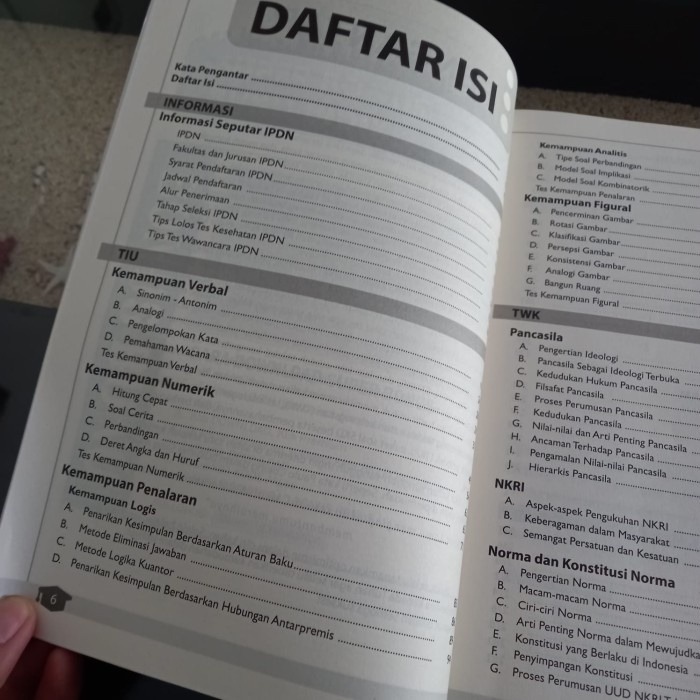 DAFTAR ISI
Kata Pengantar
Daftar Isi
INFORMASI
Informasi Seputar IPDN
IPDN
Fakultas dan Jurusan IPDN
Syarat Pendaftaran IPDN
Jadwal Pendaftaran
Alur Penerimaan
Tahap Seleksi IPDN
Tips Lolos Tes Kesehatan IPDN
Tips Tes Wawancara IPDN
TIU
Kemampuan Verbal
A. Sinonim - Antonim
B. Analogi
C. Pengelompokan Kata
D. Pemahaman Wacana
Tes Kemampuan Verbal
Kemampuan Numerik
A. Hitung Cepat
B. Soal Cerita
C. Perbandingan
D. Deret Angka dan Huruf
Tes Kemampuan Numerik
Kemampuan Penalaran
Kemampuan Logis
A. Penarikan Kesimpulan Berdasarkan Aturan Baku
B. Metode Eliminasi Jawaban
C. Metode Logika Kuantor
D. Penarikan Kesimpulan Berdasarkan Hubungan Antarpremis
6
Kemampuan Analitis
A. Tipe Soal Perbandingan
B. Model Soal Implikasi
C. Model Soal Kombinatorik
Tes Kemampuan Penalaran
Kemampuan Figural
A. Pencerminan Gambar
B. Rotasi Gambar
C. Klasifikasi Gambar
D. Persepsi Gambar
E. Konsistensi Gambar
F. Analogi Gambar
G. Bangun Ruang
Tes Kemampuan Figural
TWK
Pancasila
A. Pengertian Ideologi
B. Pancasila Sebagai Ideologi Terbuka
C. Kedudukan Hukum Pancasila
D. Filsafat Pancasila
E. Proses Perumusan Pancasila
F. Kedudukan Pancasila
G. Nilai-nilai dan Arti Penting Pancasila
H. Ancaman Terhadap Pancasila
I. Pengamalan Nilai-nilai Pancasila
J. Hierarkis Pancasila
NKRI
A. Aspek-aspek Pengukuhan NKRI
B. Keberagaman dalam Masyarakat
C. Semangat Persatuan dan Kesatuan
Norma dan Konstitusi Norma
A. Pengertian Norma
B. Macam-macam Norma
C. Ciri-ciri Norma
D. Arti Penting Norma dalam Mewujudka
E. Konstitusi yang Berlaku di Indonesia
F. Penyimpangan Konstitusi
G. Proses Perumusan UUD NKRI